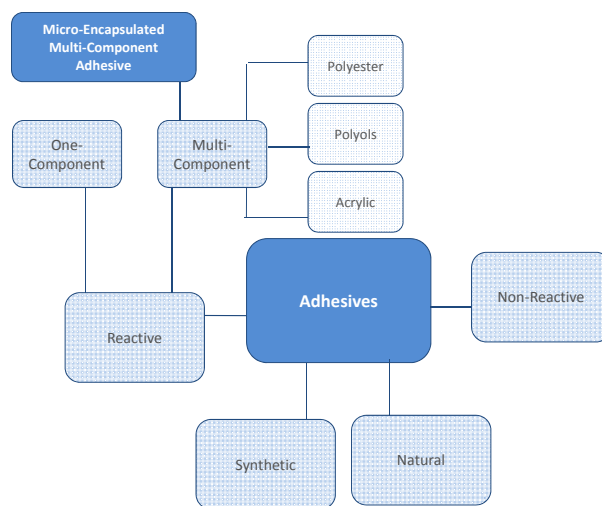 Micro-Encapsulated
Multi-Component
Adhesive
Polyester
One-
Component
Multi-
Component
Polyols
Acrylic
Adhesives
Non-Reactive
Reactive
Synthetic
Natural